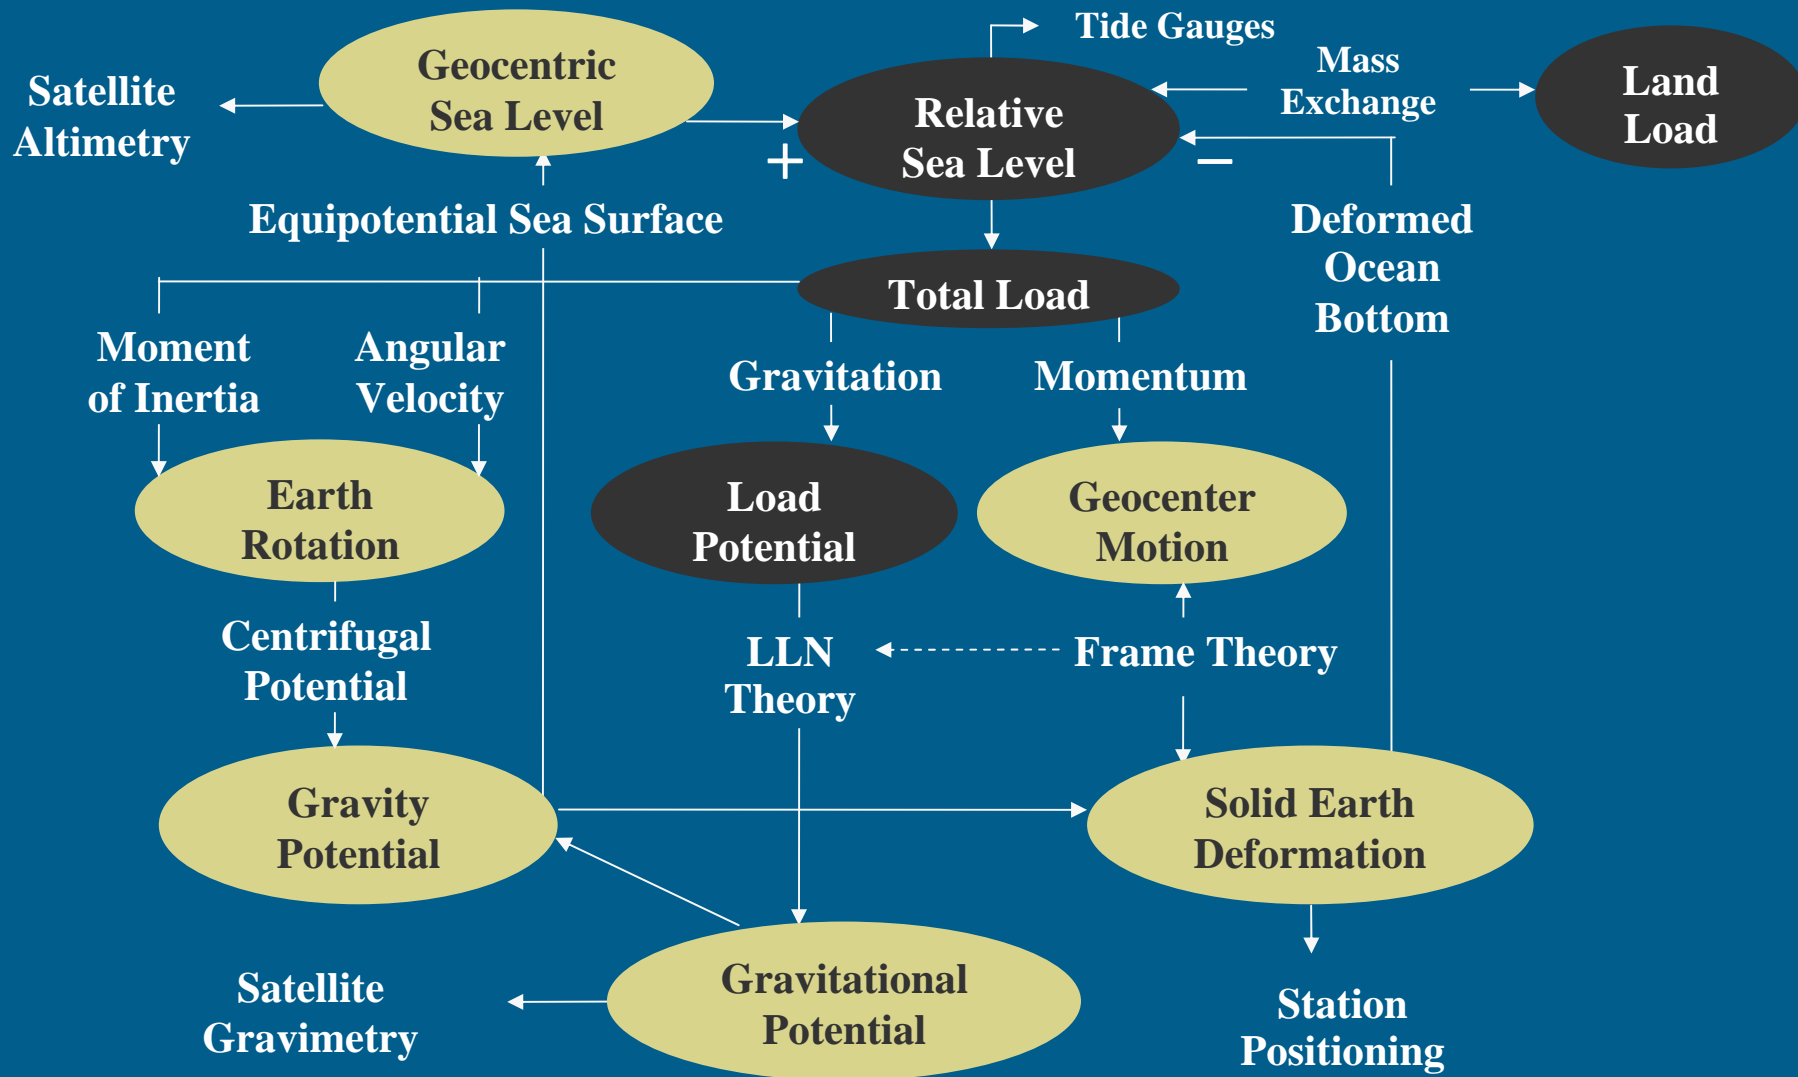 Tide Gauges
Geocentric
Sea Level
Satellite
Altimetry
Relative
Sea Level
Mass
Exchange
Land
Load
+
−
Equipotential Sea Surface
Deformed
Ocean
Bottom
Total Load
Moment
of Inertia
Angular
Velocity
Gravitation
Momentum
Earth
Rotation
Load
Potential
Geocenter
Motion
Centrifugal
Potential
LLN
Theory
Frame Theory
Gravity
Potential
Solid Earth
Deformation
Satellite
Gravimetry
Gravitational
Potential
Station
Positioning